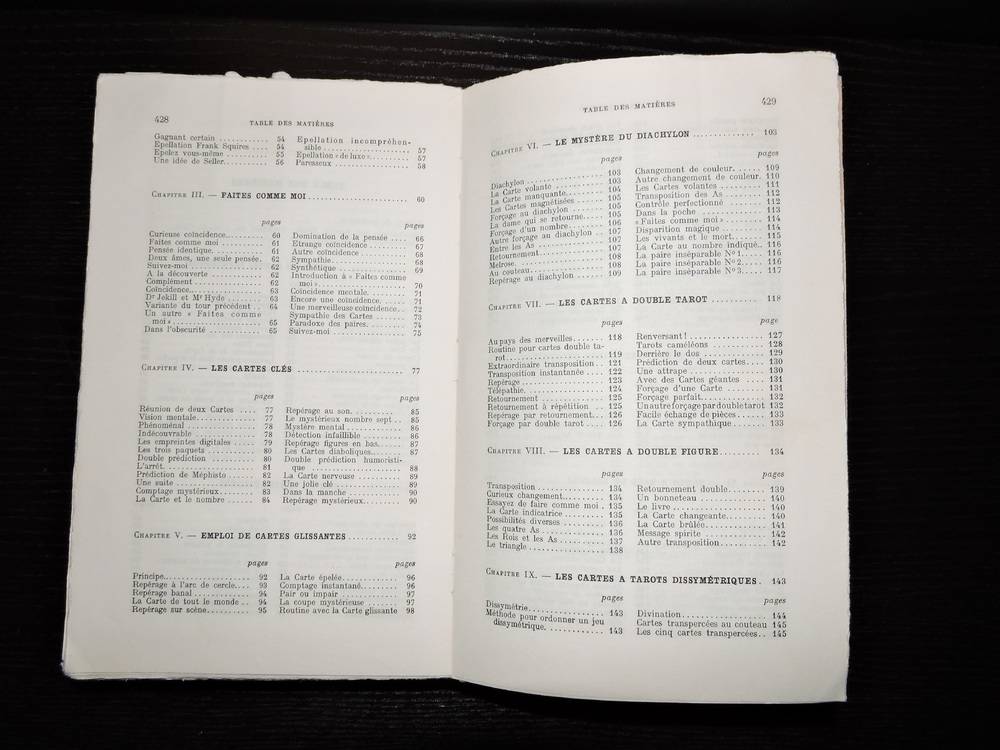 428
TABLE DES MATIÈRES
Gagnant certain .......... 54
Epellation Frank Squires ... 54
Epelez vous-même ......... 55
Une idée de Seller.......... 56
Epellation incompréhen-
sible .................... 57
Epellation « de luxe »....... 57
Paresseux ................ 58
CHAPITRE III. — FAITES COMME MOI .................... 60
pages
Curieuse coïncidence........ 60
Faites comme moi ......... 61
Pensée identique........... 61
Deux âmes, une seule pensée. 62
Suivez-moi ............... 62
A la découverte ........... 62
Complément .............. 62
Coïncidence............... 63
Dr Jekill et Mr Hyde ....... 63
Variante du tour précédent .. 64
Un autre « Faites comme
moi » .................. 65
Dans l'obscurité .......... 65
pages
Domination de la pensée .... 66
Etrange coïncidence ........ 67
Autre coïncidence .......... 68
Sympathie................ 68
Synthétique ............... 69
Introduction à « Faites comme
moi »................... 70
Coïncidence mentale........ 71
Encore une coïncidence...... 71
Une merveilleuse coïncidence.. 72
Sympathie des Cartes ....... 73
Paradoxe des paires......... 74
Suivez-moi ............... 75
CHAPITRE IV. — LES CARTES CLÉS .................... 77
pages
Réunion de deux Cartes .... 77
Vision mentale............. 77
Phénoménal .............. 78
Indécouvrable ............. 78
Les empreintes digitales .... 79
Les trois paquets .......... 80
Double prédiction .......... 80
L'arrêt................... 81
Prédiction de Méphisto ..... 82
Une suite ................ 82
Comptage mystérieux....... 83
La Carte et le nombre ...... 84
pages
Repérage au son........... 85
Le mystérieux nombre sept .. 85
Mystère mental ............ 86
Détection infaillible ........ 86
Repérage figures en bas...... 87
Les Cartes diaboliques....... 87
Double prédiction humoristi-
que ..................... 88
La Carte nerveuse .......... 89
Une jolie clé .............. 89
Dans la manche ........... 90
Repérage mystérieux........ 90
CHAPITRE V. — EMPLOI DE CARTES GLISSANTES ............ 92
pages
Principe.................. 92
Repérage à l'arc de cercle.... 93
Repérage banal ............ 94
La Carte de tout le monde .. 94
Repérage sur scène......... 95
pages
La Carte épelée............ 96
Comptage instantané........ 96
Pair ou impair ............ 97
La coupe mystérieuse ....... 97
Routine avec la Carte glissante 98
TABLE DES MATIÈRES
429
CHAPITRE VI. — LE MYSTÈRE DU DIACHYLON ............. 103
pages
Diachylon ................ 103
La Carte volante .......... 103
La Carte manquante........ 104
Les Cartes magnétisées ..... 105
Forçage au diachylon ....... 105
La dame qui se retourne..... 105
Forçage d'un nombre........ 106
Autre forçage au diachylon .. 107
Entre les As .............. 107
Retournement............. 107
Melrose.................. 108
Au couteau............... 108
Repérage au diachylon ..... 109
pages
Changement de couleur...... 109
Autre changement de couleur. 110
Les Cartes volantes ........ 111
Transposition des As ....... 112
Contrôle perfectionné ...... 112
Dans la poche ............ 113
« Faites comme moi » ...... 114
Disparition magique ....... 114
Les vivants et le mort....... 115
La Carte au nombre indiqué.. 116
La paire inséparable N° 1.... 116
La paire inséparable N° 2.... 116
La paire inséparable N° 3.... 117
CHAPITRE VII. — LES CARTES A DOUBLE TAROT .......... 118
pages
Au pays des merveilles....... 118
Routine pour cartes double ta-
rot..................... 119
Extraordinaire transposition . 121
Transposition instantanée ... 122
Repérage ................. 123
Télépathie................ 124
Retournement ............. 125
Retournement à répétition ... 125
Repérage par retournement... 126
Forçage par double tarot .... 126
page
Renversant ! .............. 127
Tarots caméléons .......... 128
Derrière le dos ............ 129
Prédiction de deux cartes.... 130
Une attrape .............. 130
Avec des Cartes géantes .... 131
Forçage d'une Carte ....... 131
Forçage parfait............ 132
Un autre forçage par double tarot 132
Facile échange de pièces..... 133
La Carte sympathique ...... 133
CHAPITRE VIII. — LES CARTES A DOUBLE FIGURE......... 134
pages
Transposition ............. 134
Curieux changement........ 134
Essayez de faire comme moi . 135
La Carte indicatrice ........ 135
Possibilités diverses ........ 136
Les quatre As ............. 136
Les Rois et les As.......... 137
Le triangle ............... 138
pages
Retournement double........ 139
Un bonneteau ............. 140
Le livre .................. 140
La Carte changeante........ 140
La Carte brûlée............ 141
Message spirite ............ 142
Autre transposition......... 142
CHAPITRE IX. — LES CARTES A TAROTS DISSYMÉTRIQUES. 143
pages
Dissymétrie............... 143
Méthode pour ordonner un jeu
dissymétrique............ 143
pages
Divination................ 144
Cartes transpercées au couteau 145
Les cinq cartes transpercées.. 145